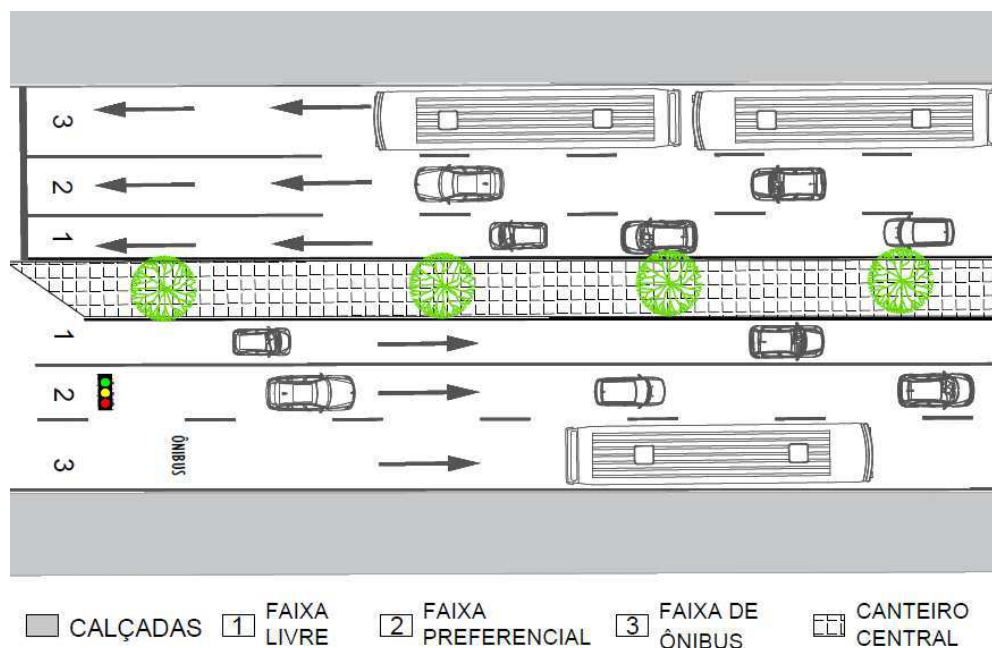 3
2
1
1
2
3
ÔNIBUS
CALÇADAS
1 FAIXA LIVRE
2 FAIXA PREFERENCIAL
3 FAIXA DE ÔNIBUS
CANTEIRO CENTRAL